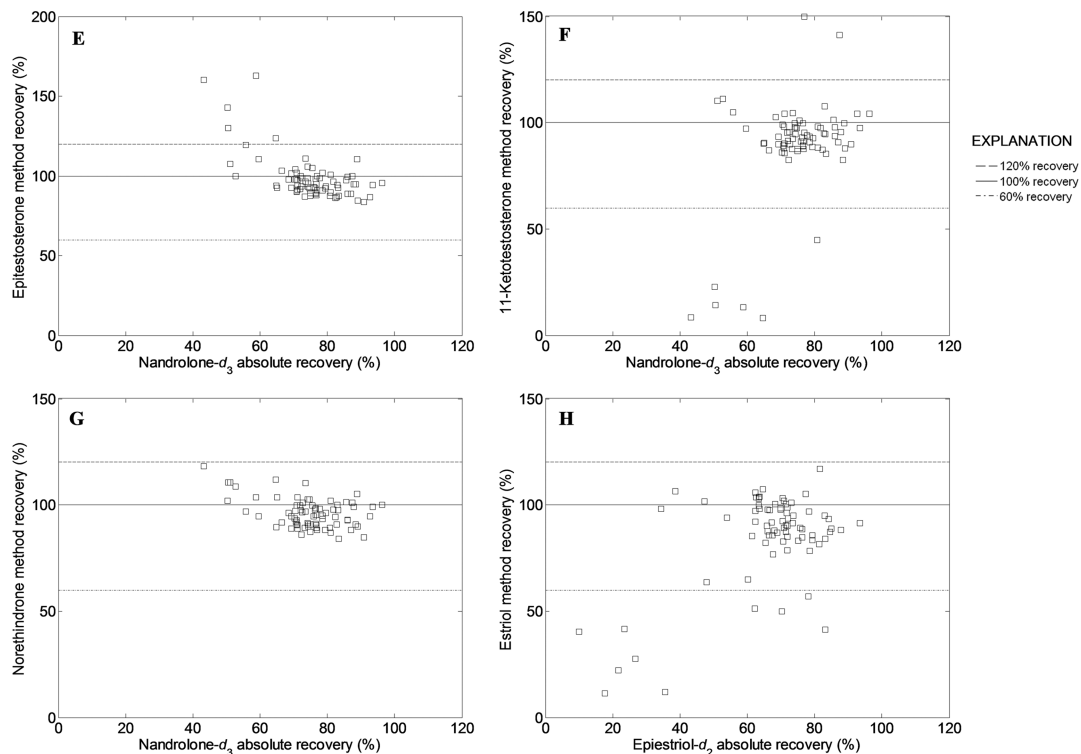 E
200
150
100
50
0
Epitestosterone method recovery (%)
0 20 40 60 80 100 120
Nandrolone-d3 absolute recovery (%)
F
150
100
50
0
11-Ketotestosterone method recovery (%)
0 20 40 60 80 100 120
Nandrolone-d3 absolute recovery (%)
EXPLANATION
120% recovery
100% recovery
60% recovery
G
150
100
50
0
Norethindrone method recovery (%)
0 20 40 60 80 100 120
Nandrolone-d3 absolute recovery (%)
H
150
100
50
0
Estriol method recovery (%)
0 20 40 60 80 100 120
Epiestriol-d2 absolute recovery (%)